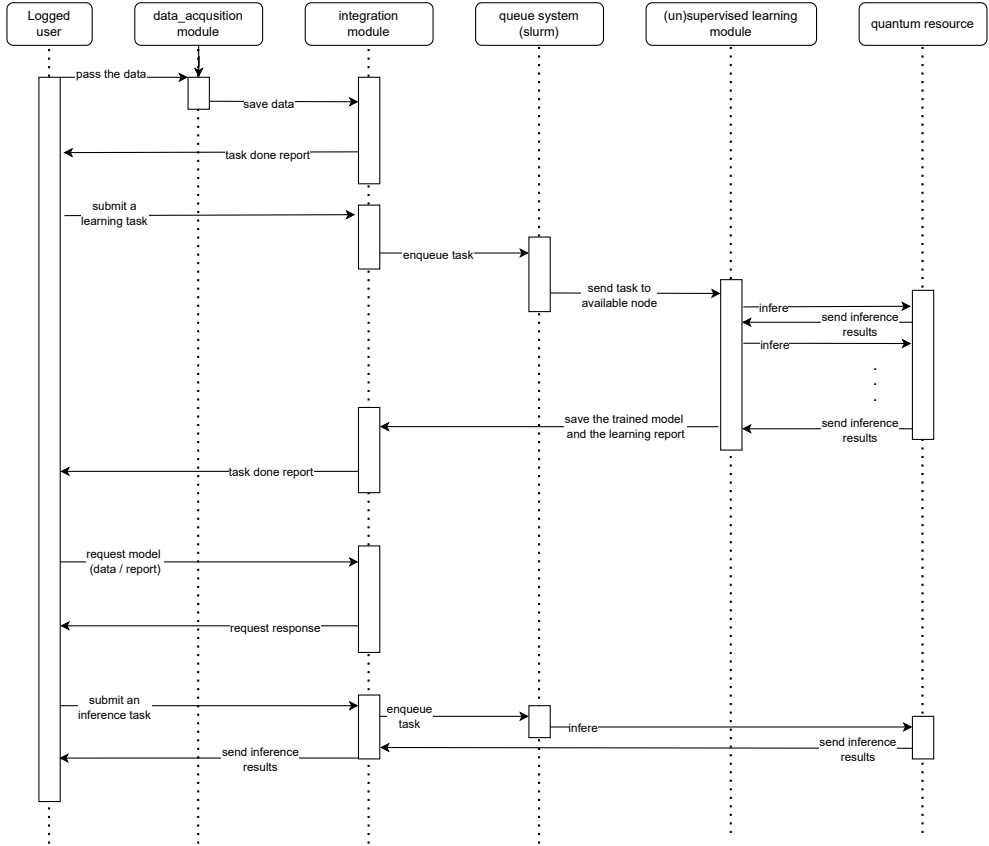 Logged
user
data_acqusition
module
integration
module
queue system
(slurm)
(un)supervised learning
module
quantum resource
pass the data
save data
task done report
submit a
learning task
enqueue task
send task to
available node
infere
send inference
results
infere
.
.
.
save the trained model
and the learning report
send inference
results
task done report
request model
(data / report)
request response
submit an
inference task
enqueue
task
infere
send inference
results
send inference
results